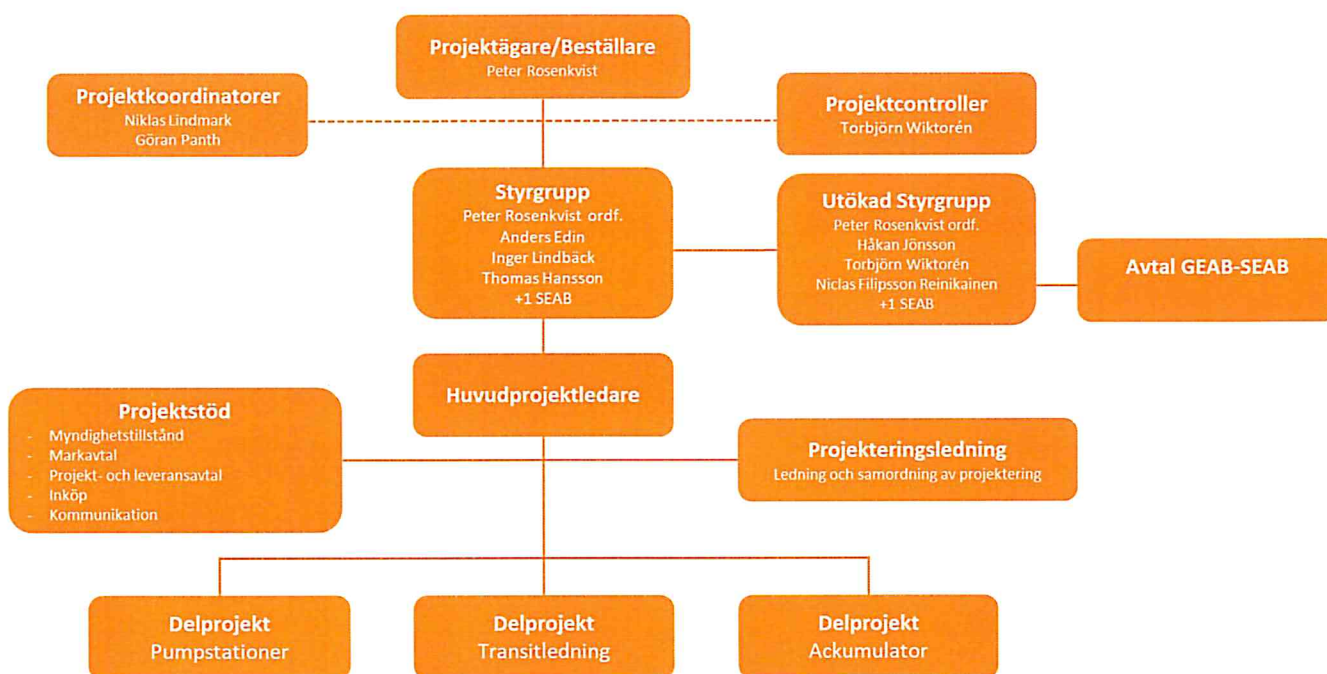 Projektägare/Beställare
Peter Rosenkvist
Projektkoordinatorer
Niklas Lindmark
Göran Panth
Projektcontroller
Torbjörn Wiktorén
Styrgrupp
Peter Rosenkvist ordf.
Anders Edin
Inger Lindbäck
Thomas Hansson
+1 SEAB
Utökad Styrgrupp
Peter Rosenkvist ordf.
Håkan Jönsson
Torbjörn Wiktorén
Niclas Filipsson Reinikainen
+1 SEAB
Avtal GEAB-SEAB
Huvudprojektledare
Projektstöd
- Myndighetstillstånd
- Markavtal
- Projekt- och leveransavtal
- Inköp
- Kommunikation
Projekteringsledning
Ledning och samordning av projektering
Delprojekt
Pumpstationer
Delprojekt
Transitledning
Delprojekt
Ackumulator